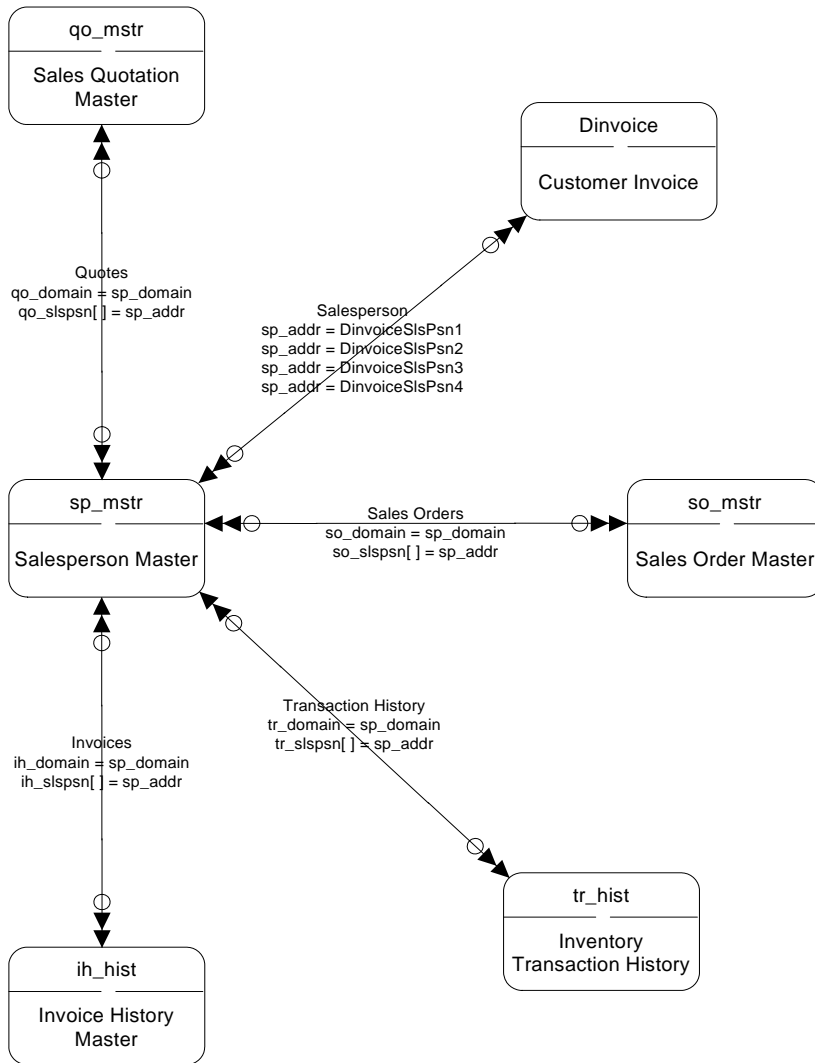 qo_mstr
Sales Quotation
Master
Dinvoice
Customer Invoice
Quotes
qo_domain = sp_domain
qo_slspsn[ ] = sp_addr
Salesperson
sp_addr = DinvoiceSlsPsn1
sp_addr = DinvoiceSlsPsn2
sp_addr = DinvoiceSlsPsn3
sp_addr = DinvoiceSlsPsn4
sp_mstr
Salesperson Master
Sales Orders
so_domain = sp_domain
so_slspsn[ ] = sp_addr
so_mstr
Sales Order Master
Transaction History
tr_domain = sp_domain
tr_slspsn[ ] = sp_addr
Invoices
ih_domain = sp_domain
ih_slspsn[ ] = sp_addr
tr_hist
Inventory
Transaction History
ih_hist
Invoice History
Master